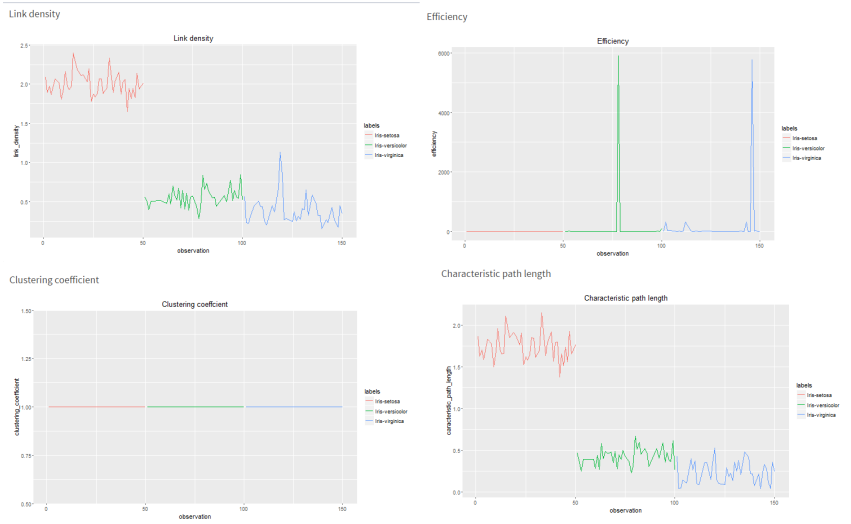 Link density
Link density
link_density
2.5
2.0
1.5
1.0
0.5
0
50
100
150
observation
labels
Iris-setosa
Iris-versicolor
Iris-virginica
Efficiency
Efficiency
efficiency
6000
4000
2000
0
0
50
100
150
observation
labels
Iris-setosa
Iris-versicolor
Iris-virginica
Clustering coefficient
Clustering coeffcient
clustering_coefficient
1.50
1.25
1.00
0.75
0.50
0
50
100
150
observation
labels
Iris-setosa
Iris-versicolor
Iris-virginica
Characteristic path length
Characteristic path length
caracteristic_path_length
2.0
1.5
1.0
0.5
0.0
0
50
100
150
observation
labels
Iris-setosa
Iris-versicolor
Iris-virginica